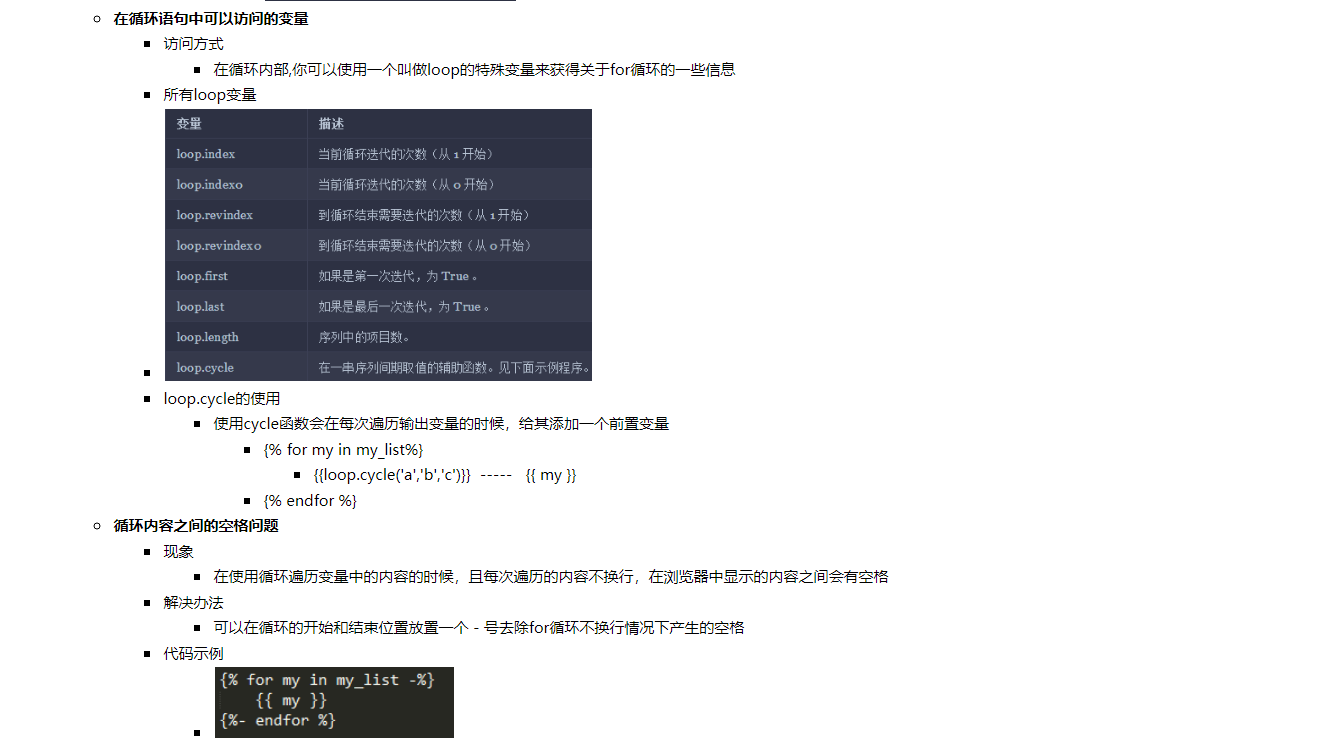 在循环语句中可以访问的变量
访问方式
在循环内部,你可以使用一个叫做loop的特殊变量来获得关于for循环的一些信息
所有loop变量
变量 描述
loop.index 当前循环迭代的次数（从 1 开始）
loop.index0 当前循环迭代的次数（从 0 开始）
loop.revindex 到循环结束需要迭代的次数（从 1 开始）
loop.revindex0 到循环结束需要迭代的次数（从 0 开始）
loop.first 如果是第一次迭代，为 True 。
loop.last 如果是最后一次迭代，为 True 。
loop.length 序列中的项目数。
loop.cycle 在一串序列间期取值的辅助函数。见下面示例程序。
loop.cycle的使用
使用cycle函数会在每次遍历输出变量的时候，给其添加一个前置变量
{% for my in my_list%}
{{loop.cycle('a','b','c')}} ----- {{ my }}
{% endfor %}
循环内容之间的空格问题
现象
在使用循环遍历变量中的内容的时候，且每次遍历的内容不换行，在浏览器中显示的内容之间会有空格
解决办法
可以在循环的开始和结束位置放置一个 - 号去除for循环不换行情况下产生的空格
代码示例
{% for my in my_list -%}
{{ my }}
{%- endfor %}